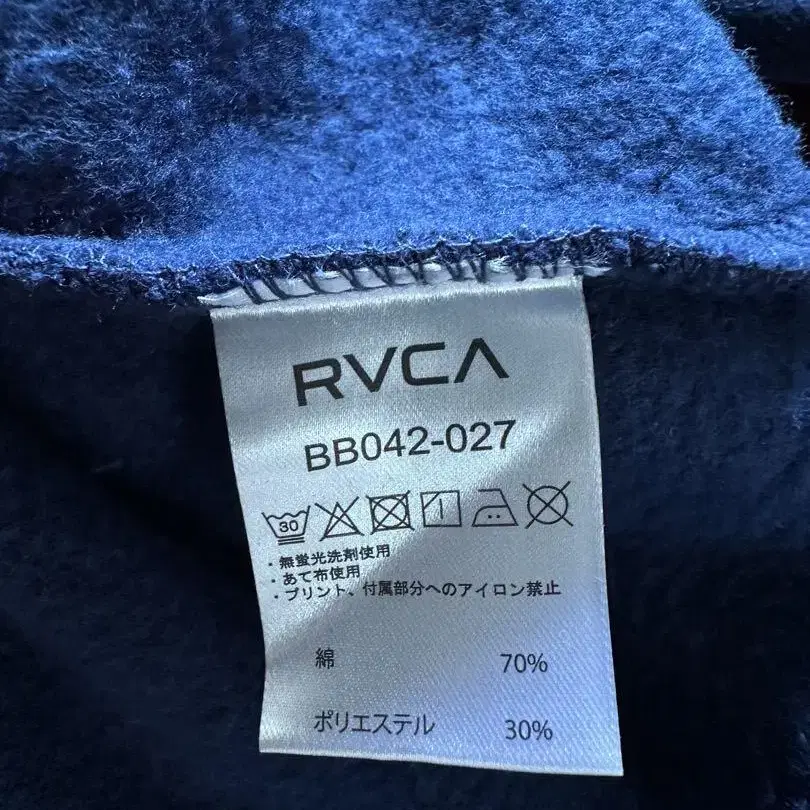 RVCA
BB042-027
30
・無蛍光洗剤使用
・あて布使用
・プリント、付属部分へのアイロン禁止
綿 70%
ポリエステル 30%